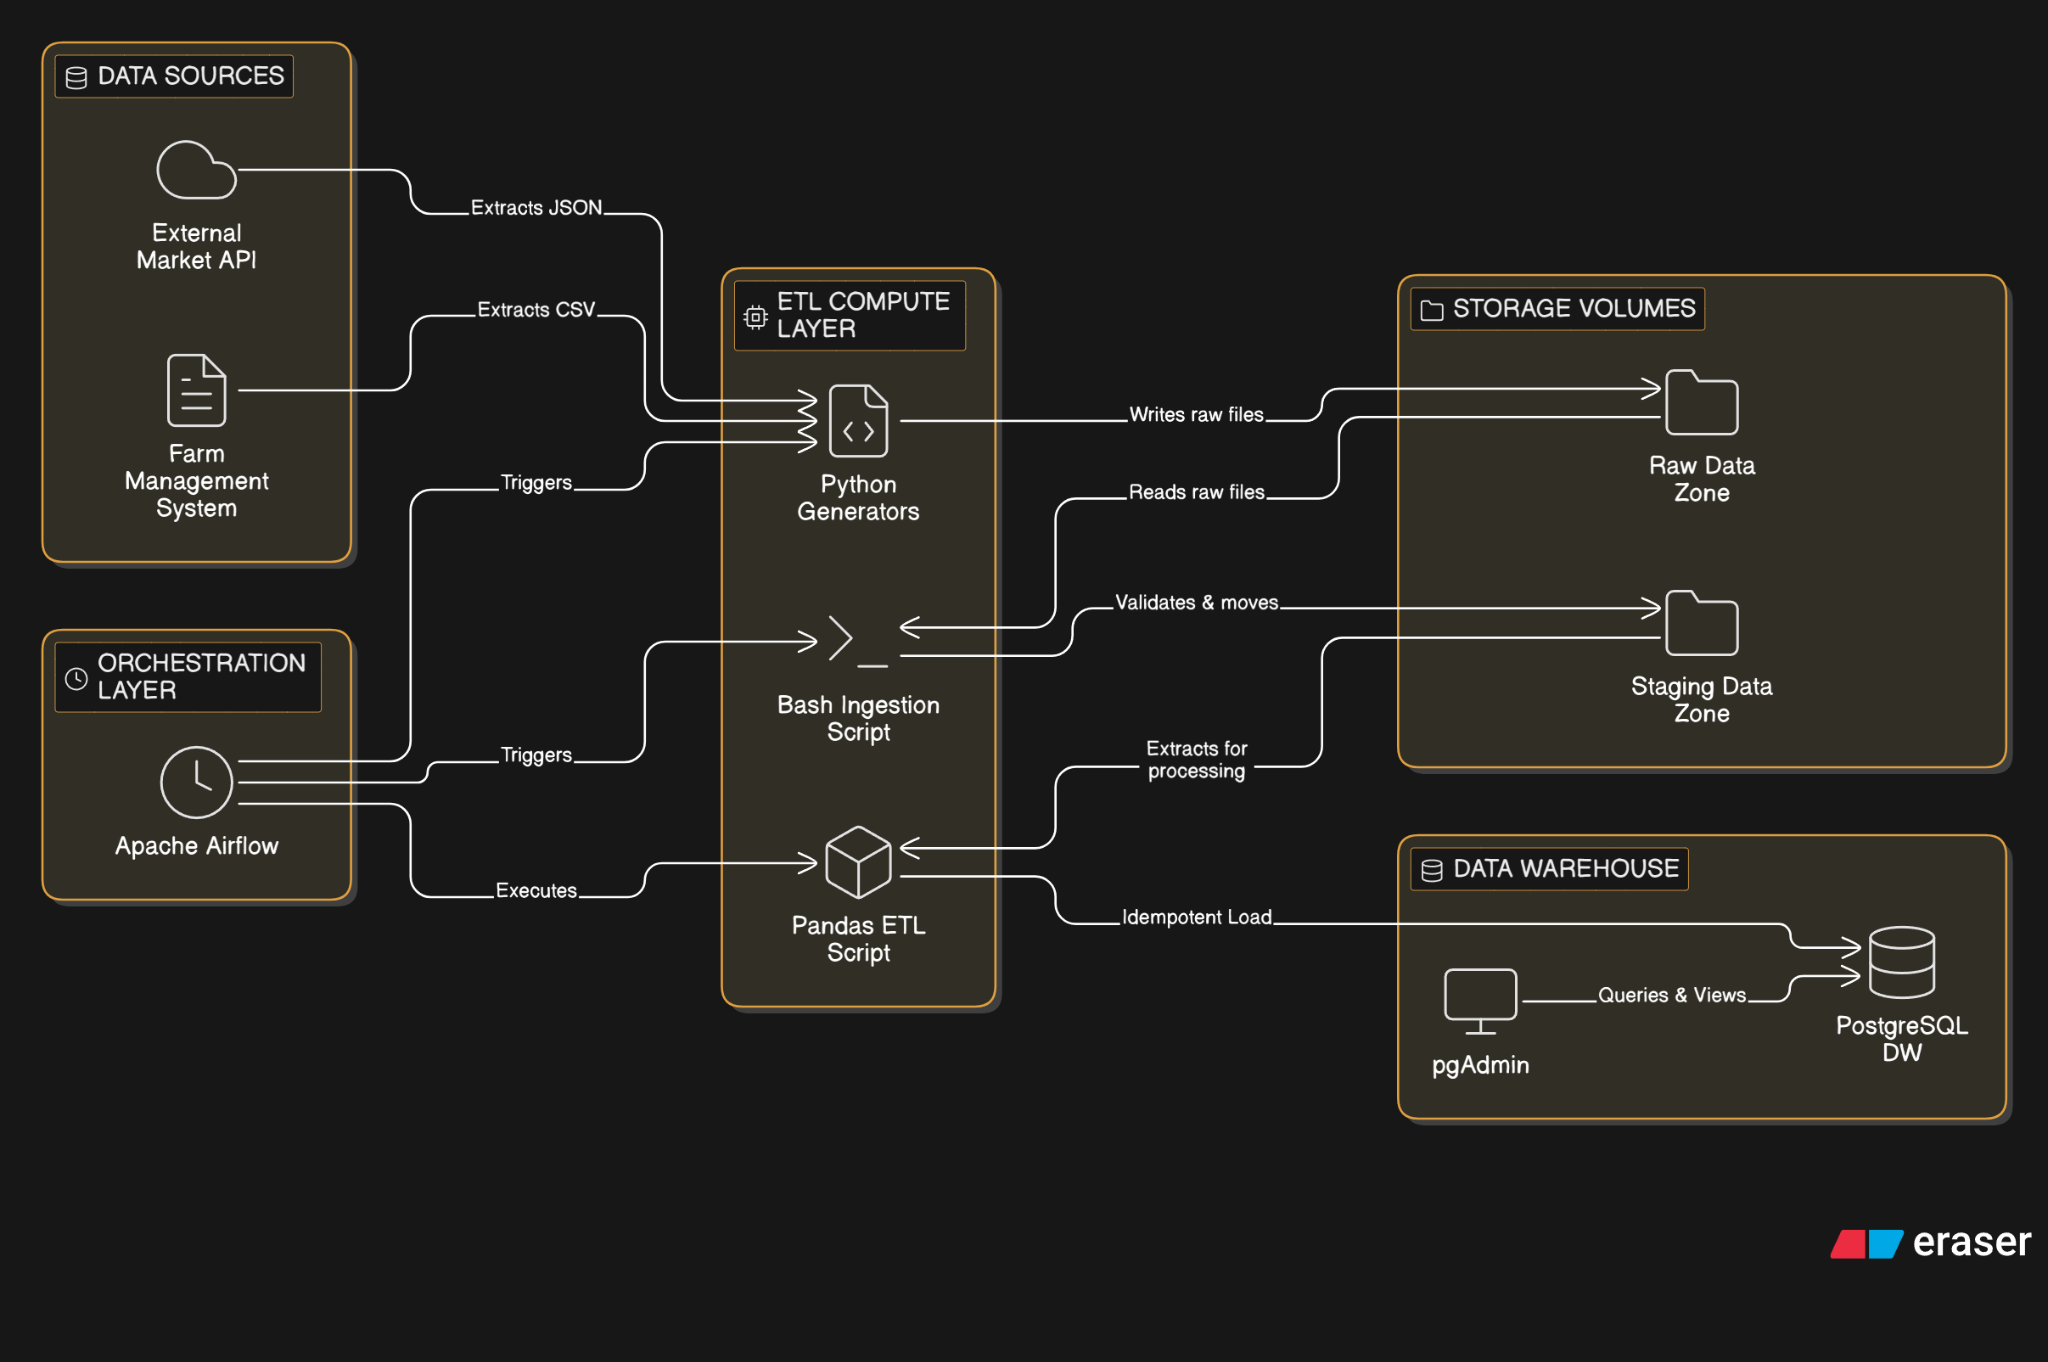 DATA SOURCES
External
Market API
Farm
Management
System
ORCHESTRATION
LAYER
Apache Airflow
Extracts JSON
Extracts CSV
Triggers
Triggers
Executes
ETL COMPUTE
LAYER
Python
Generators
Bash Ingestion
Script
Pandas ETL
Script
Writes raw files
Reads raw files
Validates & moves
Extracts for
processing
Idempotent Load
STORAGE VOLUMES
Raw Data
Zone
Staging Data
Zone
DATA WAREHOUSE
pgAdmin
Queries & Views
PostgreSQL
DW
eraser